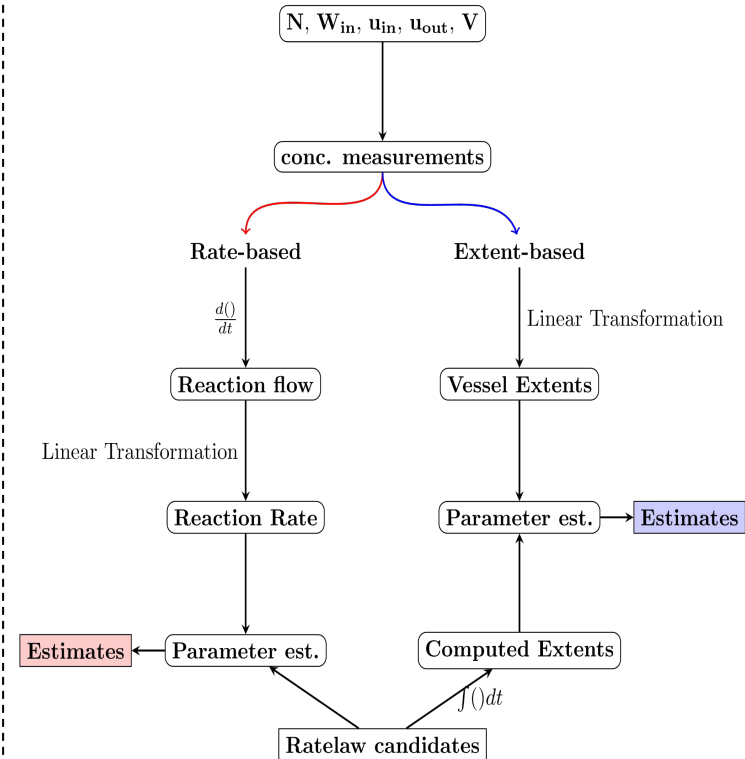 N, W_in, u_in, u_out, V
conc. measurements
Rate-based
Extent-based
d()/dt
Linear Transformation
Reaction flow
Vessel Extents
Linear Transformation
Reaction Rate
Parameter est.
Estimates
Estimates
Parameter est.
Computed Extents
∫()dt
Ratelaw candidates